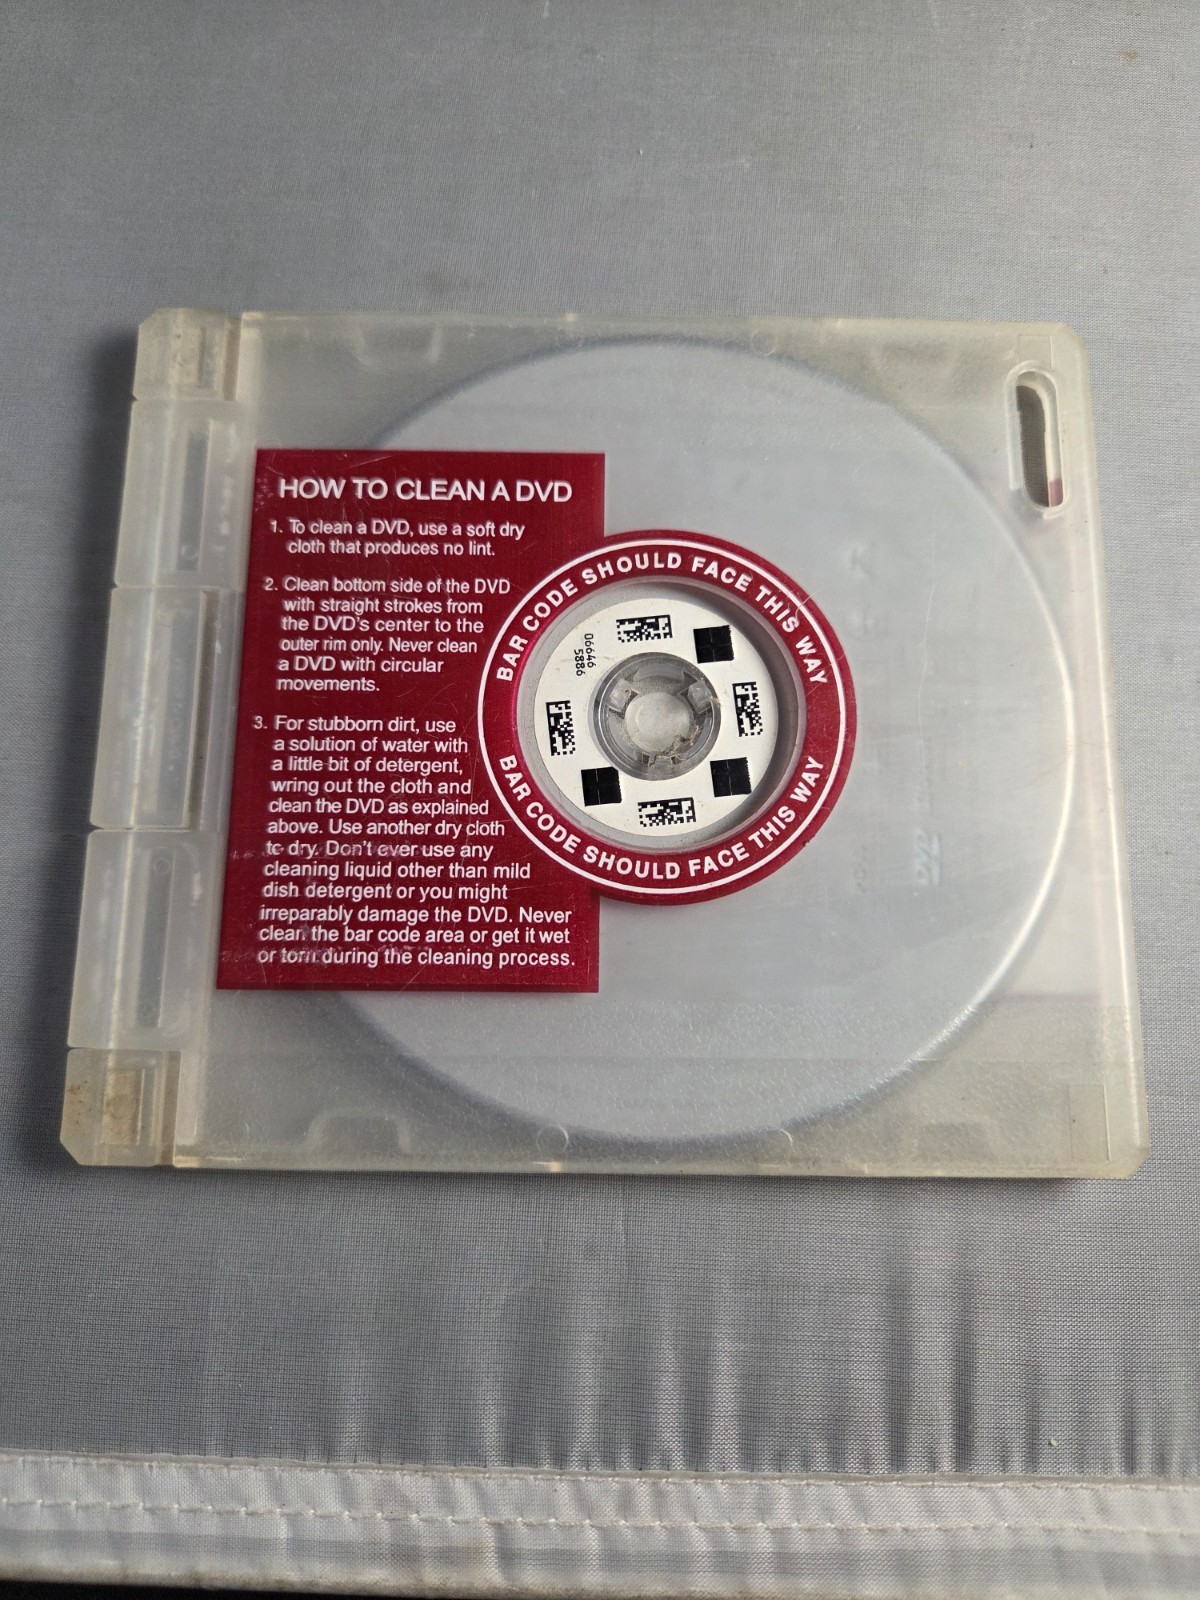 HOW TO CLEAN A DVD
1. To clean a DVD, use a soft dry
cloth that produces no lint.
2. Clean bottom side of the DVD
with straight strokes from
the DVD's center to the
outer rim only. Never clean
a DVD with circular
movements.
3. For stubborn dirt, use
a solution of water with
a little bit of detergent,
wring out the cloth and
clean the DVD as explained
above. Use another dry cloth
to dry. Don't ever use any
cleaning liquid other than mild
dish detergent or you might
irreparably damage the DVD. Never
clean the bar code area or get it wet
or torn during the cleaning process.
BAR CODE SHOULD FACE THIS WAY
06646
5886
BAR CODE SHOULD FACE THIS WAY